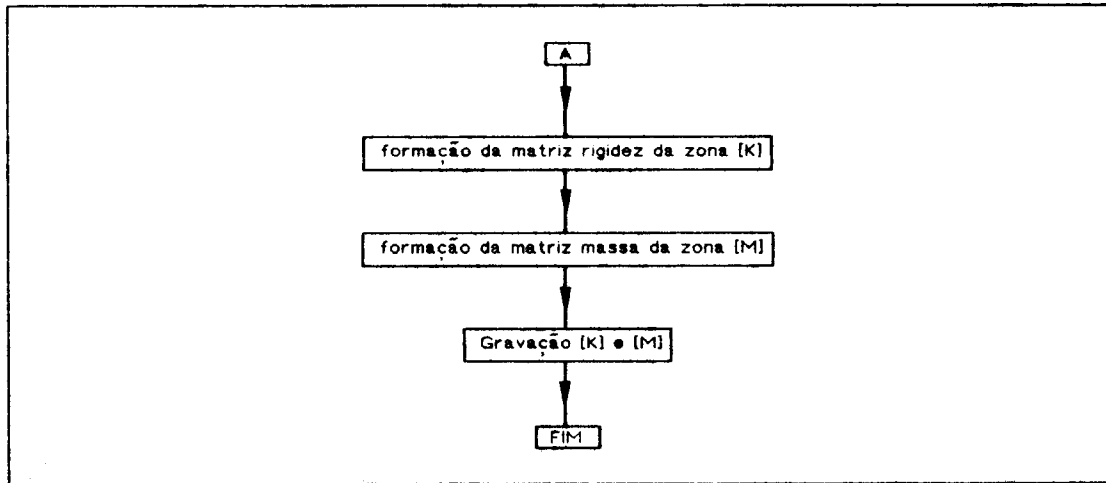 A
formação da matriz rigidez da zona [K]
formação da matriz massa da zona [M]
Gravação [K] e [M]
FIM